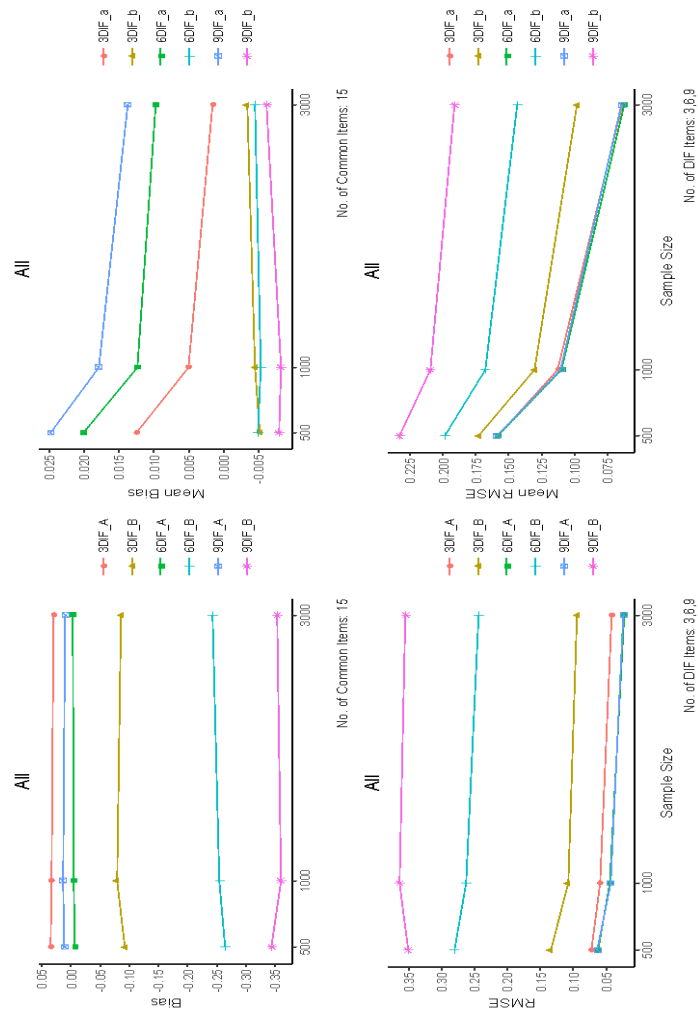 All
0.05
0.00
-0.05
-0.10
-0.15
-0.20
-0.25
-0.30
-0.35
Bias
500
1000
3000
No. of Common Items: 15
3DIF_A
3DIF_B
6DIF_A
6DIF_B
9DIF_A
9DIF_B
All
0.025
0.020
0.015
0.010
0.005
0.000
-0.005
Mean Bias
500
1000
3000
No. of Common Items: 15
3DIF_a
3DIF_b
6DIF_a
6DIF_b
9DIF_a
9DIF_b
All
0.35
0.30
0.25
0.20
0.15
0.10
0.05
RMSE
500
1000
3000
Sample Size
No. of DIF Items: 3,6,9
3DIF_A
3DIF_B
6DIF_A
6DIF_B
9DIF_A
9DIF_B
All
0.225
0.200
0.175
0.150
0.125
0.100
0.075
Mean RMSE
500
1000
3000
Sample Size
No. of DIF Items: 3,6,9
3DIF_a
3DIF_b
6DIF_a
6DIF_b
9DIF_a
9DIF_b